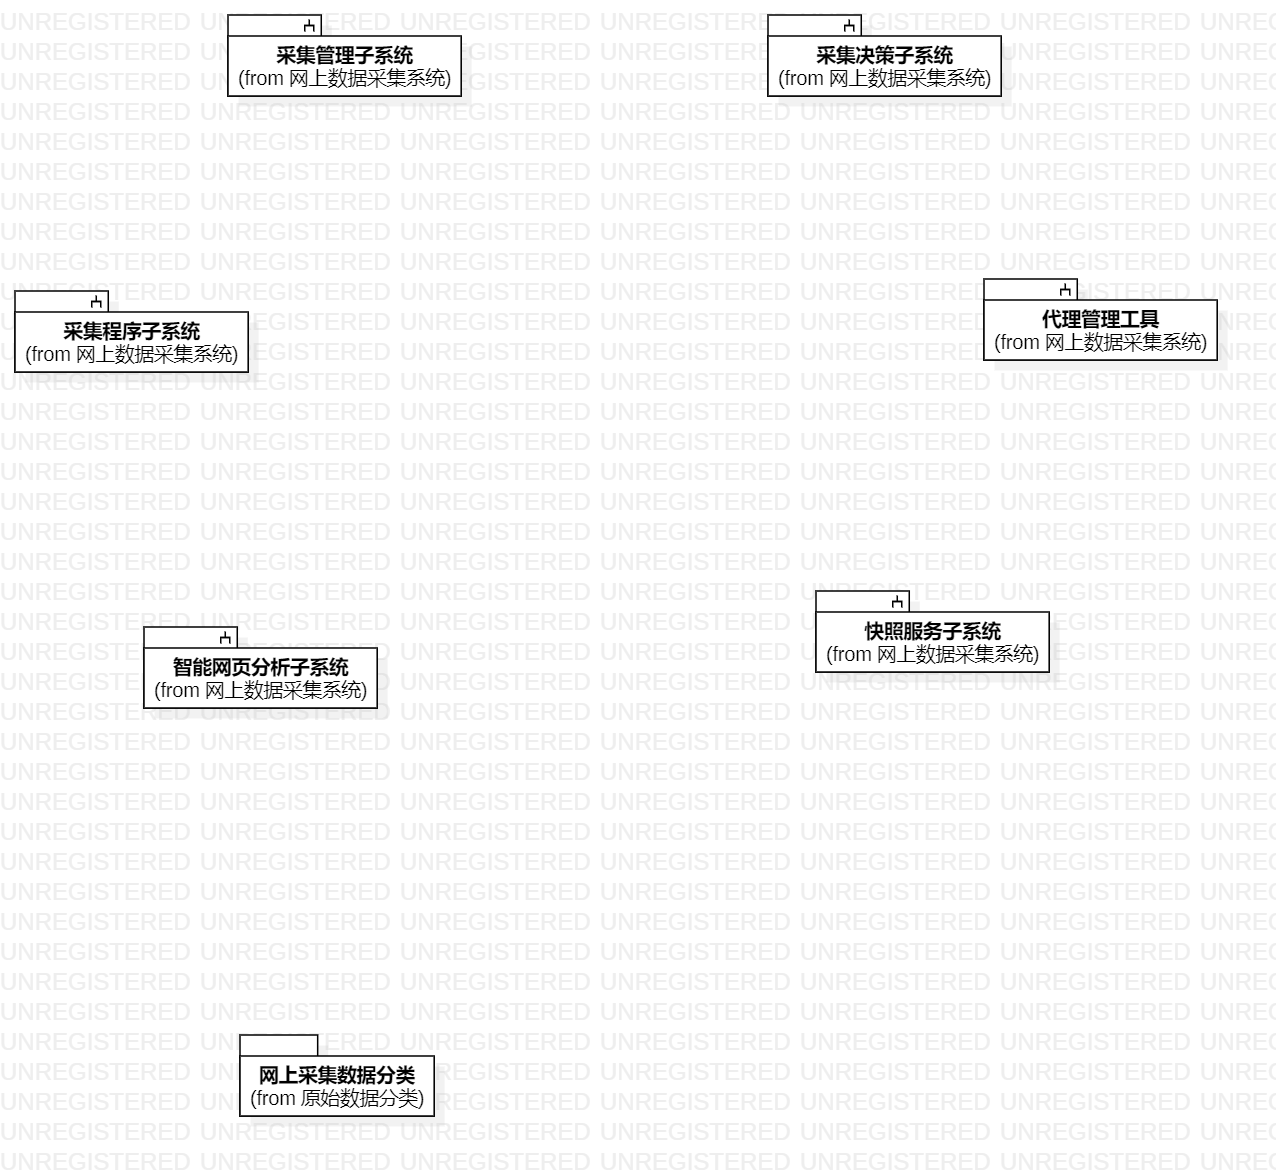 采集管理子系统
(from 网上数据采集系统)
采集决策子系统
(from 网上数据采集系统)
代理管理工具
(from 网上数据采集系统)
采集程序子系统
(from 网上数据采集系统)
快照服务子系统
(from 网上数据采集系统)
智能网页分析子系统
(from 网上数据采集系统)
网上采集数据分类
(from 原始数据分类)
UNREGISTERED